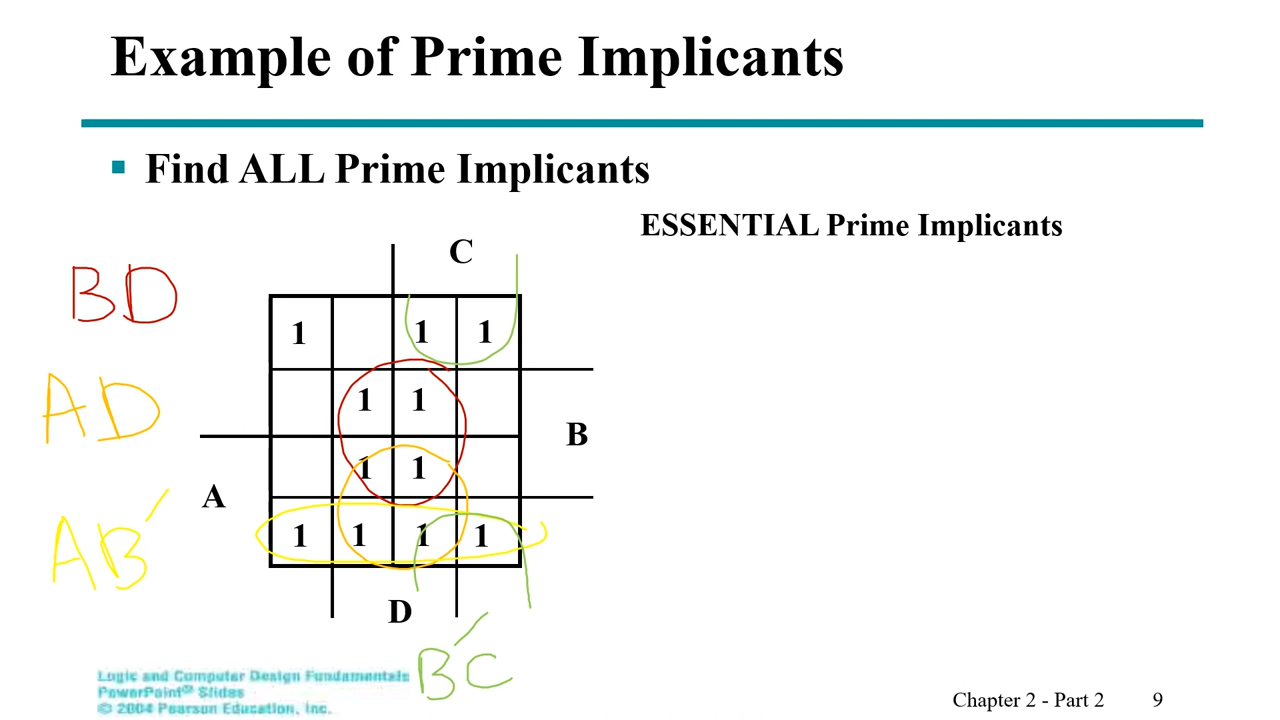 Example of Prime Implicants
Find ALL Prime Implicants
ESSENTIAL Prime Implicants
C
BD
1 1 1
AD
1 1
B
1 1
A
AB′
1 1 1 1
D
B′C
Logic and Computer Design Fundamentals
PowerPoint® Slides
© 2004 Pearson Education, Inc.
Chapter 2 - Part 2 9